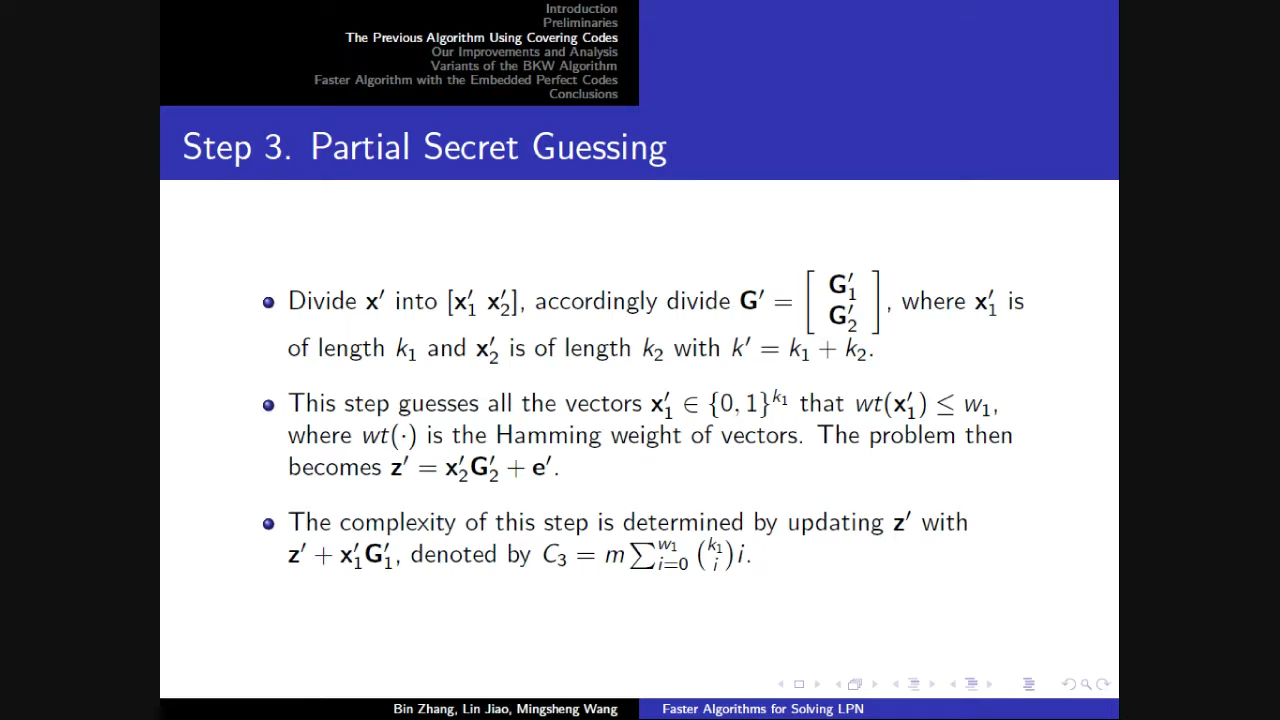 Introduction
Preliminaries
The Previous Algorithm Using Covering Codes
Our Improvements and Analysis
Variants of the BKW Algorithm
Faster Algorithm with the Embedded Perfect Codes
Conclusions
Step 3. Partial Secret Guessing
Divide x′ into [x′₁ x′₂], accordingly divide G′ = [G′₁ G′₂], where x′₁ is
of length k₁ and x′₂ is of length k₂ with k′ = k₁ + k₂.
This step guesses all the vectors x′₁ ∈ {0, 1}^k₁ that wt(x′₁) ≤ w₁,
where wt(·) is the Hamming weight of vectors. The problem then
becomes z′ = x′₂G′₂ + e′.
The complexity of this step is determined by updating z′ with
z′ + x′₁G′₁, denoted by C₃ = m ∑_{i=0}^{w₁} (k₁ i) i.
Bin Zhang, Lin Jiao, Mingsheng Wang
Faster Algorithms for Solving LPN